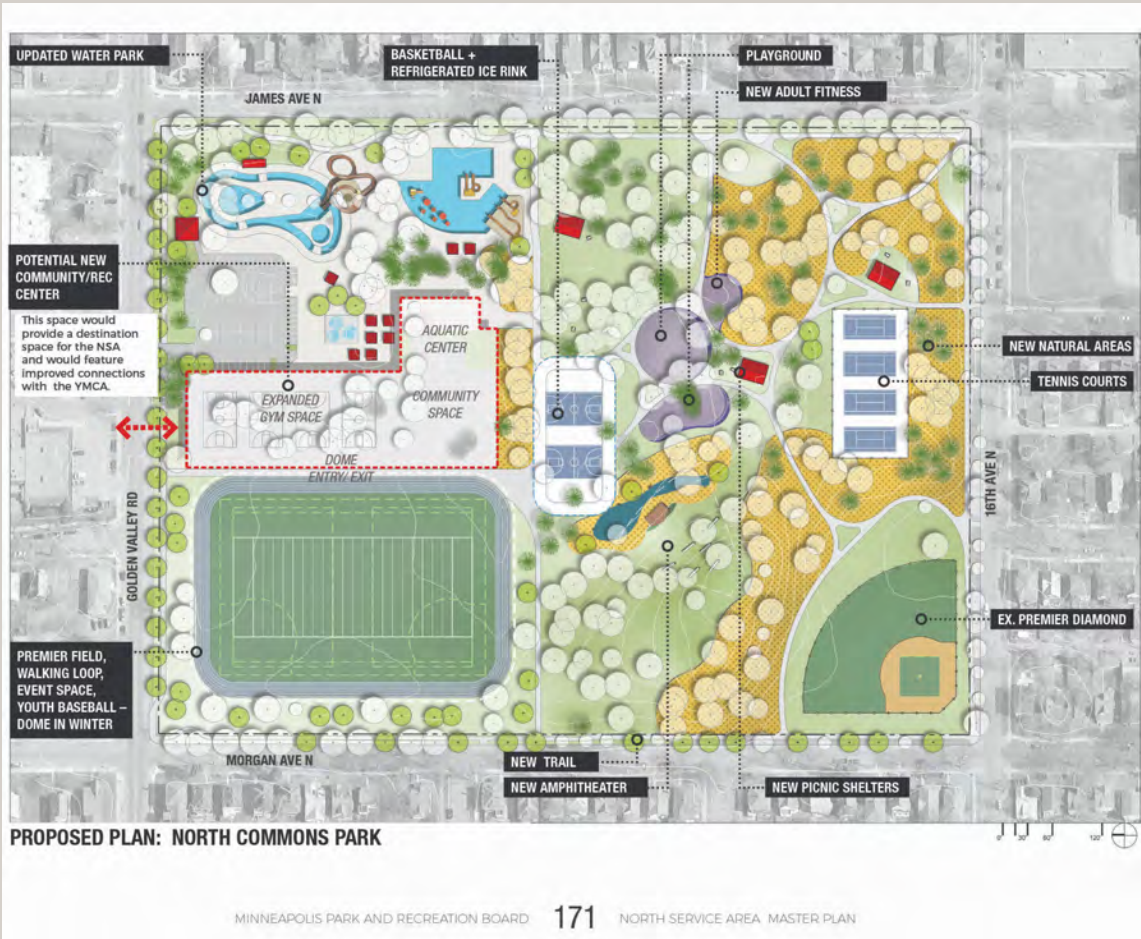 UPDATED WATER PARK
BASKETBALL +
REFRIGERATED ICE RINK
PLAYGROUND
NEW ADULT FITNESS
JAMES AVE N
POTENTIAL NEW
COMMUNITY/REC
CENTER
This space would
provide a destination
space for the NSA
and would feature
improved connections
with the YMCA.
AQUATIC
CENTER
EXPANDED
GYM SPACE
COMMUNITY
SPACE
DOME
ENTRY/ EXIT
NEW NATURAL AREAS
TENNIS COURTS
GOLDEN VALLEY RD
16TH AVE N
EX. PREMIER DIAMOND
PREMIER FIELD,
WALKING LOOP,
EVENT SPACE,
YOUTH BASEBALL –
DOME IN WINTER
MORGAN AVE N
NEW TRAIL
NEW AMPHITHEATER
NEW PICNIC SHELTERS
PROPOSED PLAN: NORTH COMMONS PARK
0' 30' 60' 120'
MINNEAPOLIS PARK AND RECREATION BOARD 171 NORTH SERVICE AREA MASTER PLAN